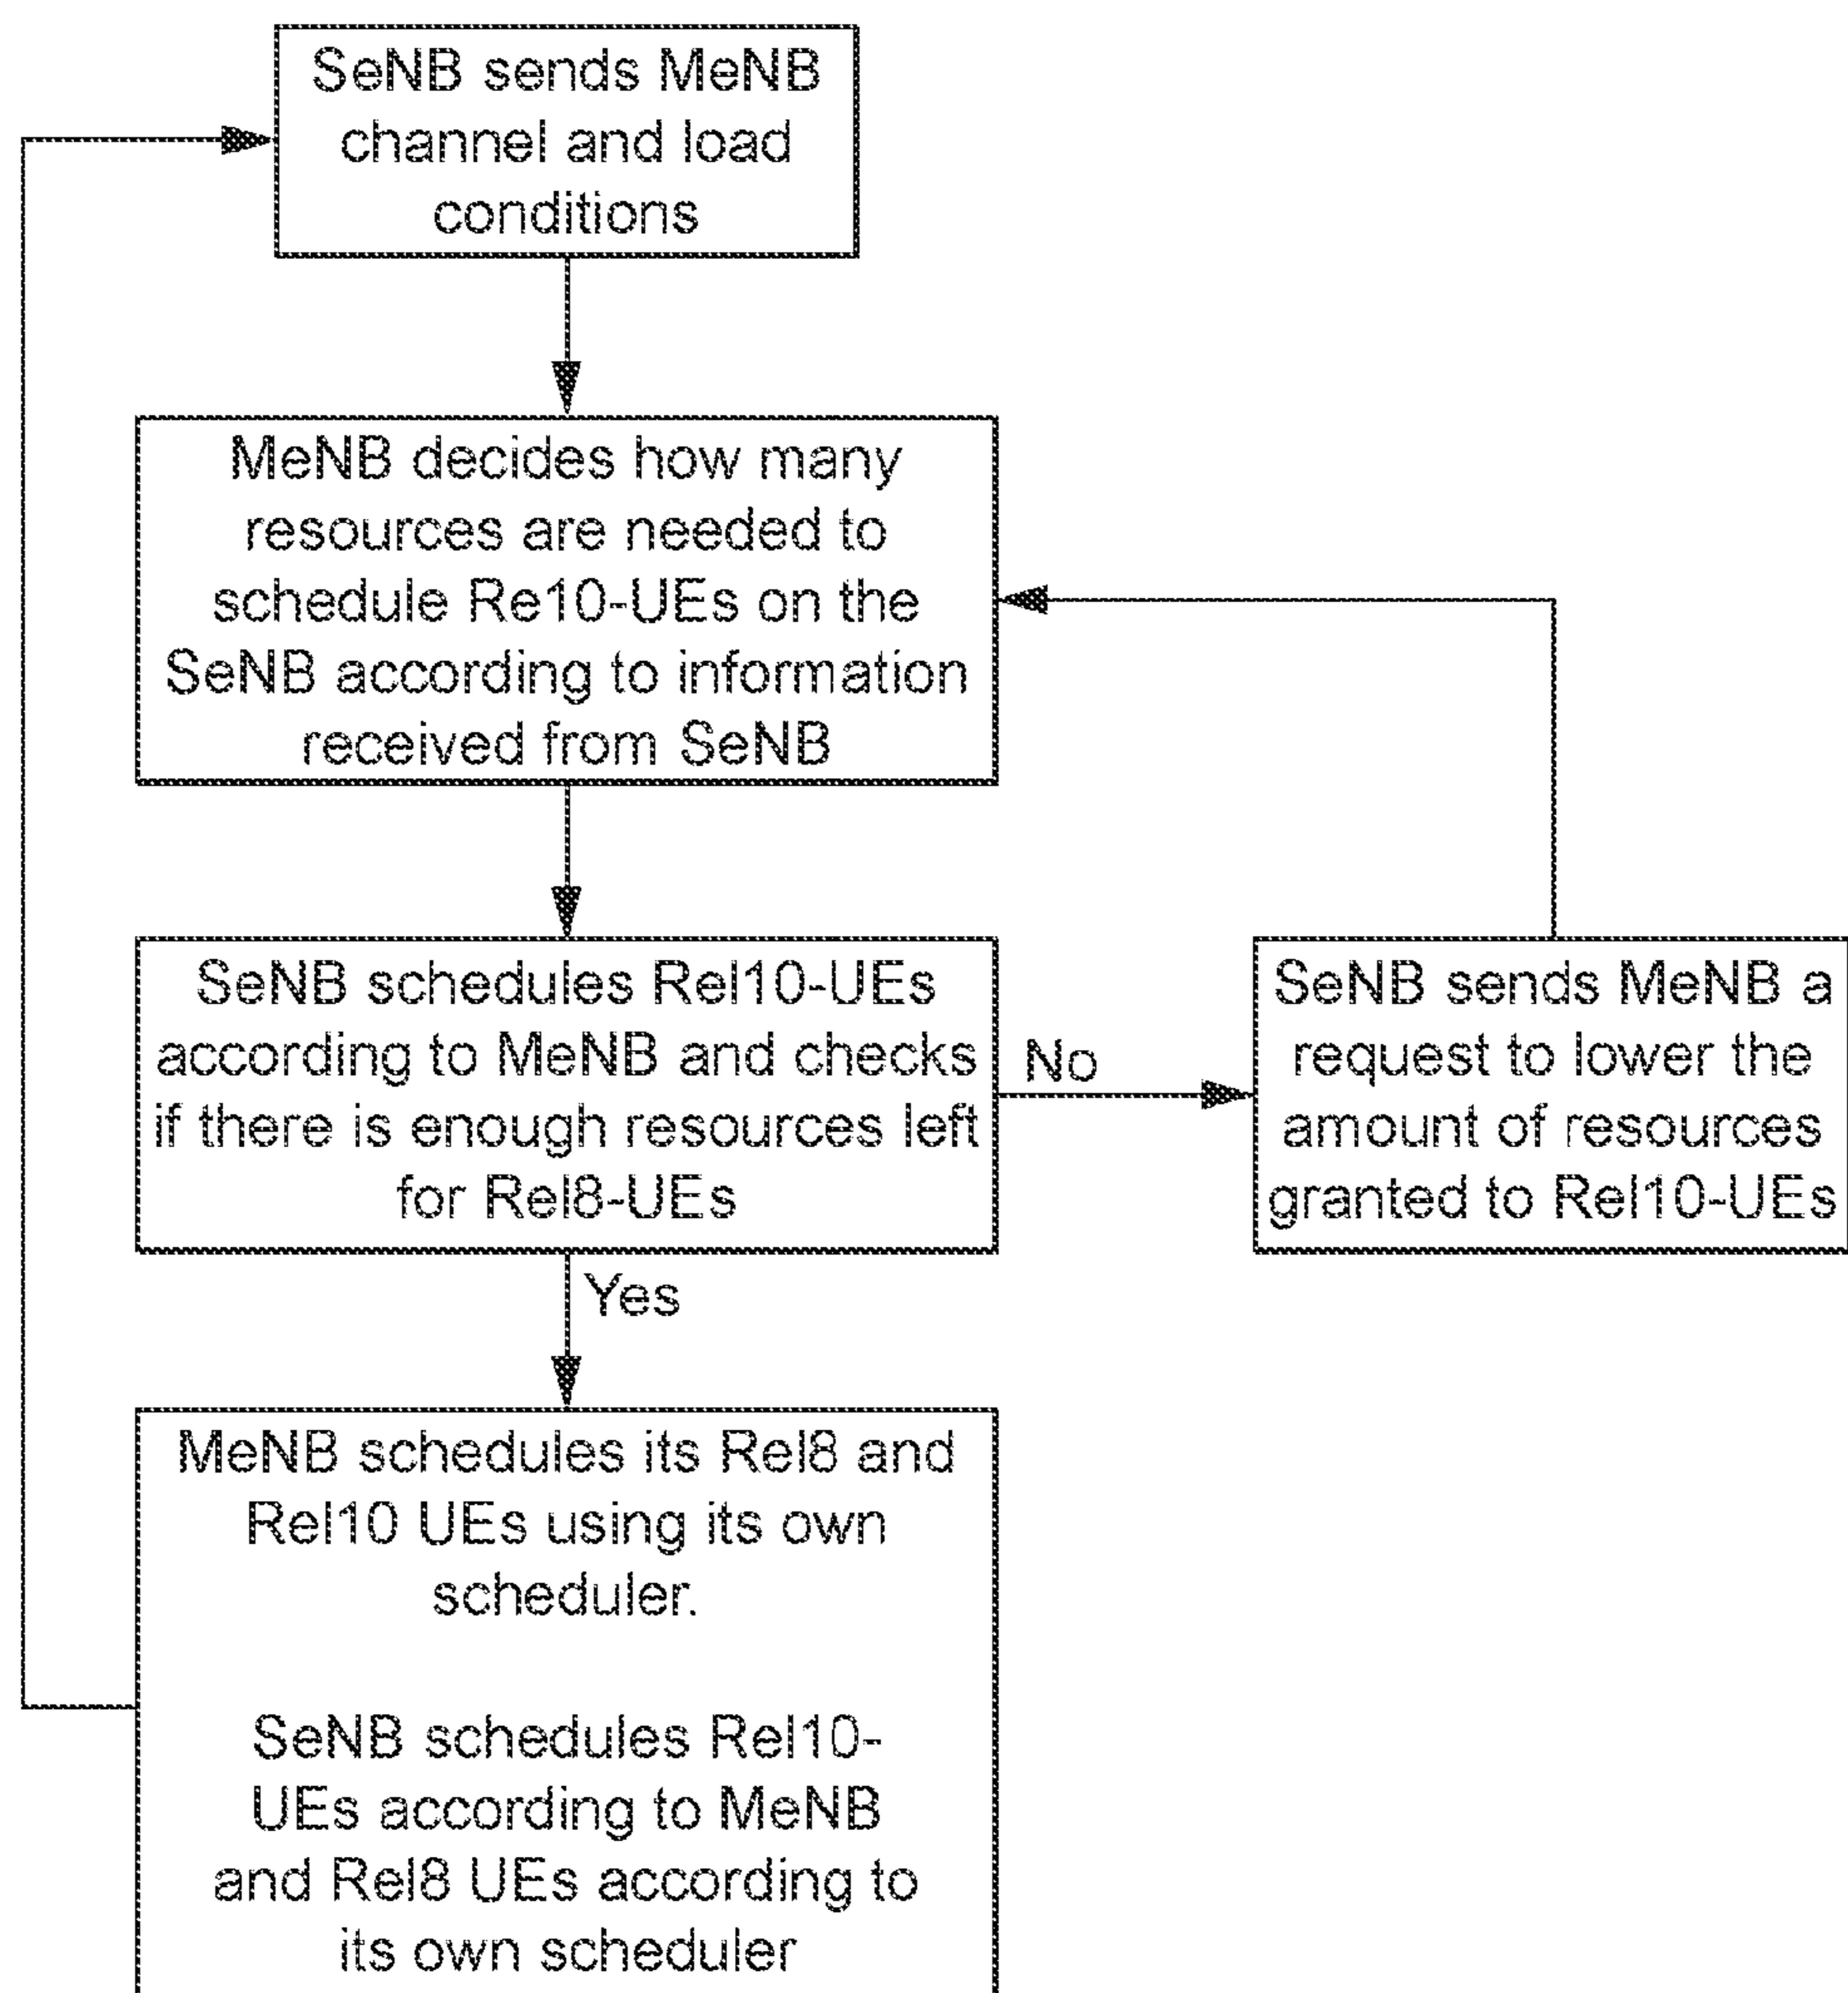 SeNB sends MeNB
channel and load
conditions
MeNB decides how many
resources are needed to
schedule Re10-UEs on the
SeNB according to information
received from SeNB
SeNB schedules Rel10-UEs
according to MeNB and checks
if there is enough resources left
for Rel8-UEs
No
SeNB sends MeNB a
request to lower the
amount of resources
granted to Rel10-UEs
Yes
MeNB schedules its Rel8 and
Rel10 UEs using its own
scheduler.
SeNB schedules Rel10-
UEs according to MeNB
and Rel8 UEs according to
its own scheduler